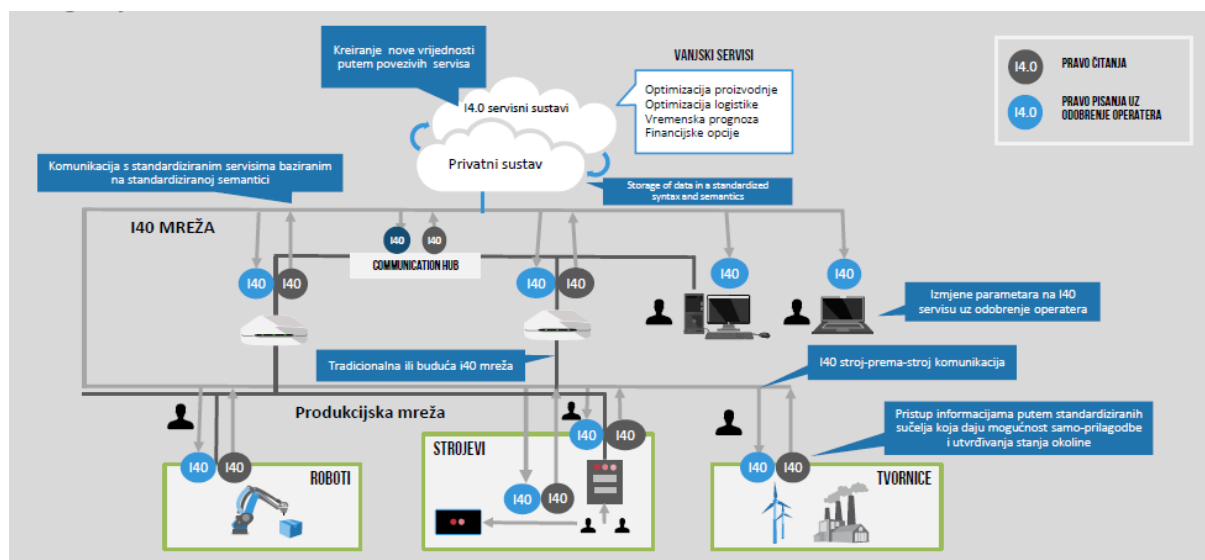 Kreiranje nove vrijednosti
putem povezivih servisa
VANJSKI SERVISI
Optimizacija proizvodnje
Optimizacija logistike
Vremenska prognoza
Financijske opcije
I4.0
PRAVO ČITANJA
I4.0
PRAVO PISANJA UZ
ODOBRENJE OPERATERA
I4.0 servisni sustavi
Privatni sustav
Komunikacija s standardiziranim servisima baziranim
na standardiziranoj semantici
Storage of data in a standardized
syntax and semantics
I40 MREŽA
I40
I40
COMMUNICATION HUB
I40
I40
I40
I40
I40
I40
Izmjene parametara na I40
servisu uz odobrenje operatera
Tradicionalna ili buduća i40 mreža
I40 stroj-prema-stroj komunikacija
Produkcijska mreža
Pristup informacijama putem standardiziranih
sučelja koja daju mogućnost samo-prilagodbe
i utvrđivanja stanja okoline
I40
I40
ROBOTI
STROJEVI
I40
I40
I40
I40
I40
I40
TVORNICE